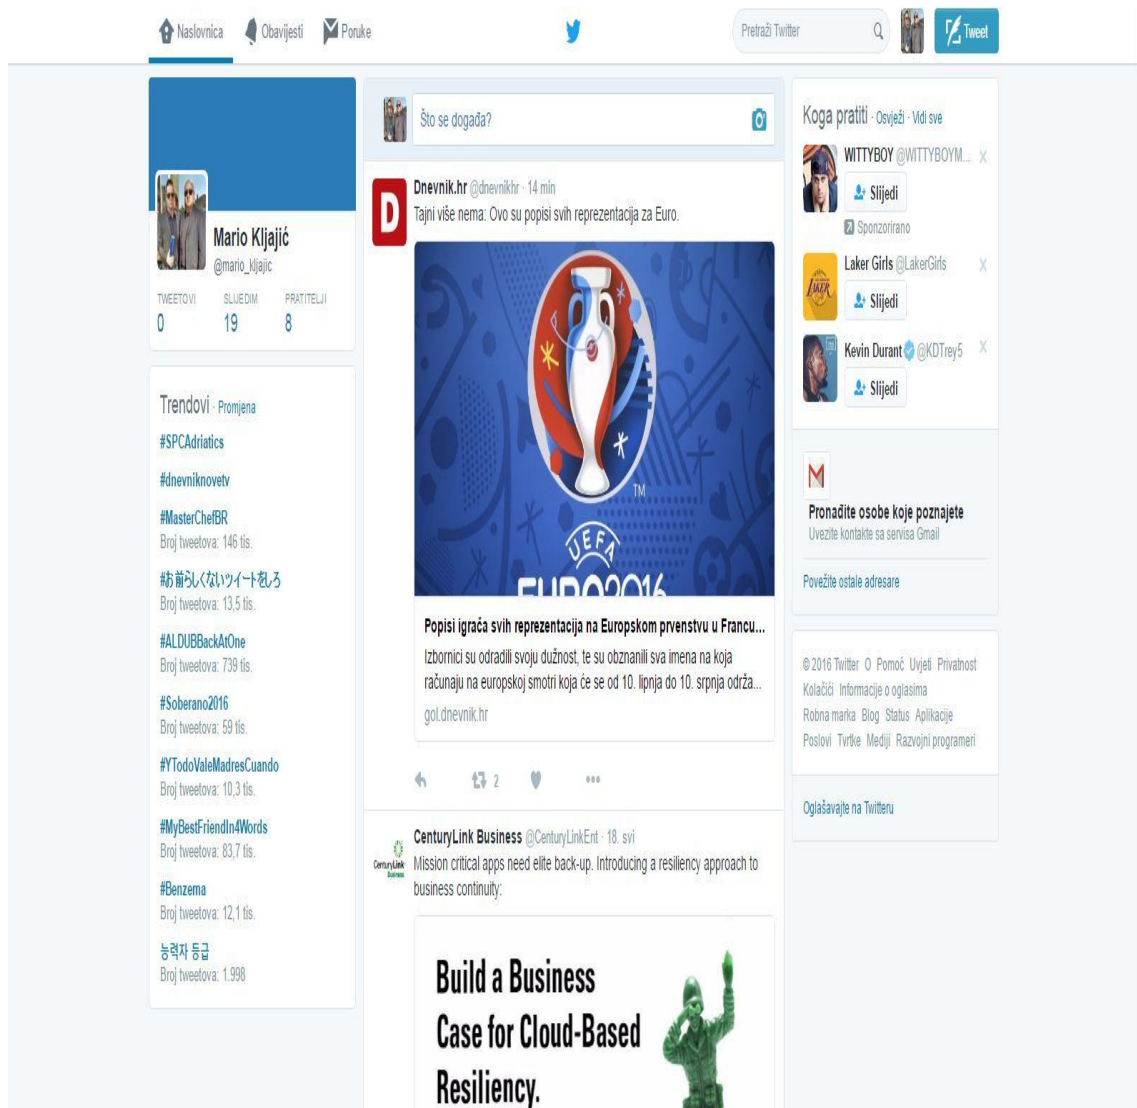 Naslovnica Obavijesti Poruke
Pretraži Twitter
Tweet
Mario Kljajić
@mario_kljajic
TWEETOVI SLIJEDIM PRATITELJI
0 19 8
Trendovi · Promjena
#SPCAdriatics
#dnevniknovetv
#MasterChefBR
Broj tweetova: 146 tis.
#お前らしくないツイートをしろ
Broj tweetova: 13,5 tis.
#ALDUBBackAtOne
Broj tweetova: 739 tis.
#Soberano2016
Broj tweetova: 59 tis.
#YTodoValeMadresCuando
Broj tweetova: 10,3 tis.
#MyBestFriendIn4Words
Broj tweetova: 83,7 tis.
#Benzema
Broj tweetova: 12,1 tis.
능력자 등급
Broj tweetova: 1.998
Što se događa?
D
Dnevnik.hr @dnevnikhr · 14 min
Tajni više nema: Ovo su popisi svih reprezentacija za Euro.
TM
UEFA
EURO2016
Popisi igrača svih reprezentacija na Europskom prvenstvu u Francu...
Izbornici su odradili svoju dužnost, te su obznanili sva imena na koja
računaju na europskoj smotri koja će se od 10. lipnja do 10. srpnja održa...
gol.dnevnik.hr
2
CenturyLink Business @CenturyLinkEnt · 18. svi
CenturyLink
Business
Mission critical apps need elite back-up. Introducing a resiliency approach to
business continuity:
Build a Business
Case for Cloud-Based
Resiliency.
Koga pratiti · Osvježi · Vidi sve
WITTYBOY @WITTYBOYM...
Slijedi
Sponzorirano
Laker Girls @LakerGirls
Slijedi
Kevin Durant @KDTrey5
Slijedi
Pronađite osobe koje poznajete
Uvezite kontakte sa servisa Gmail
Povežite ostale adresare
© 2016 Twitter O Pomoć Uvjeti Privatnost
Kolačići Informacije o oglasima
Robna marka Blog Status Aplikacije
Poslovi Tvrtke Mediji Razvojni programeri
Oglašavajte na Twitteru